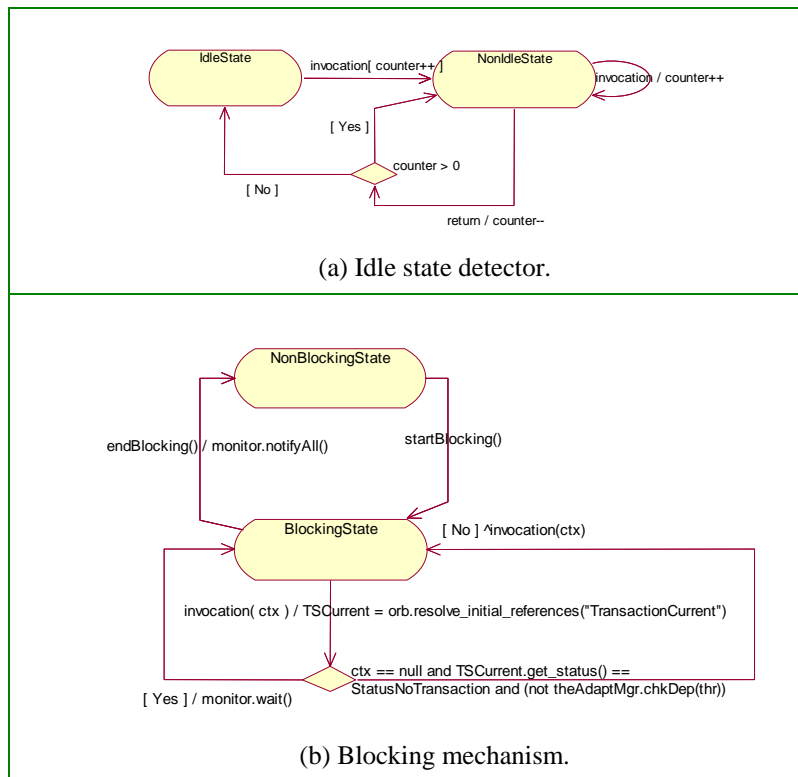 IdleState
invocation[ counter++ ]
NonIdleState
invocation / counter++
[ Yes ]
counter > 0
[ No ]
return / counter--
(a) Idle state detector.
NonBlockingState
endBlocking() / monitor.notifyAll()
startBlocking()
BlockingState
[ No ] ^invocation(ctx)
invocation( ctx ) / TSCurrent = orb.resolve_initial_references("TransactionCurrent")
ctx == null and TSCurrent.get_status() ==
StatusNoTransaction and (not theAdaptMgr.chkDep(thr))
[ Yes ] / monitor.wait()
(b) Blocking mechanism.